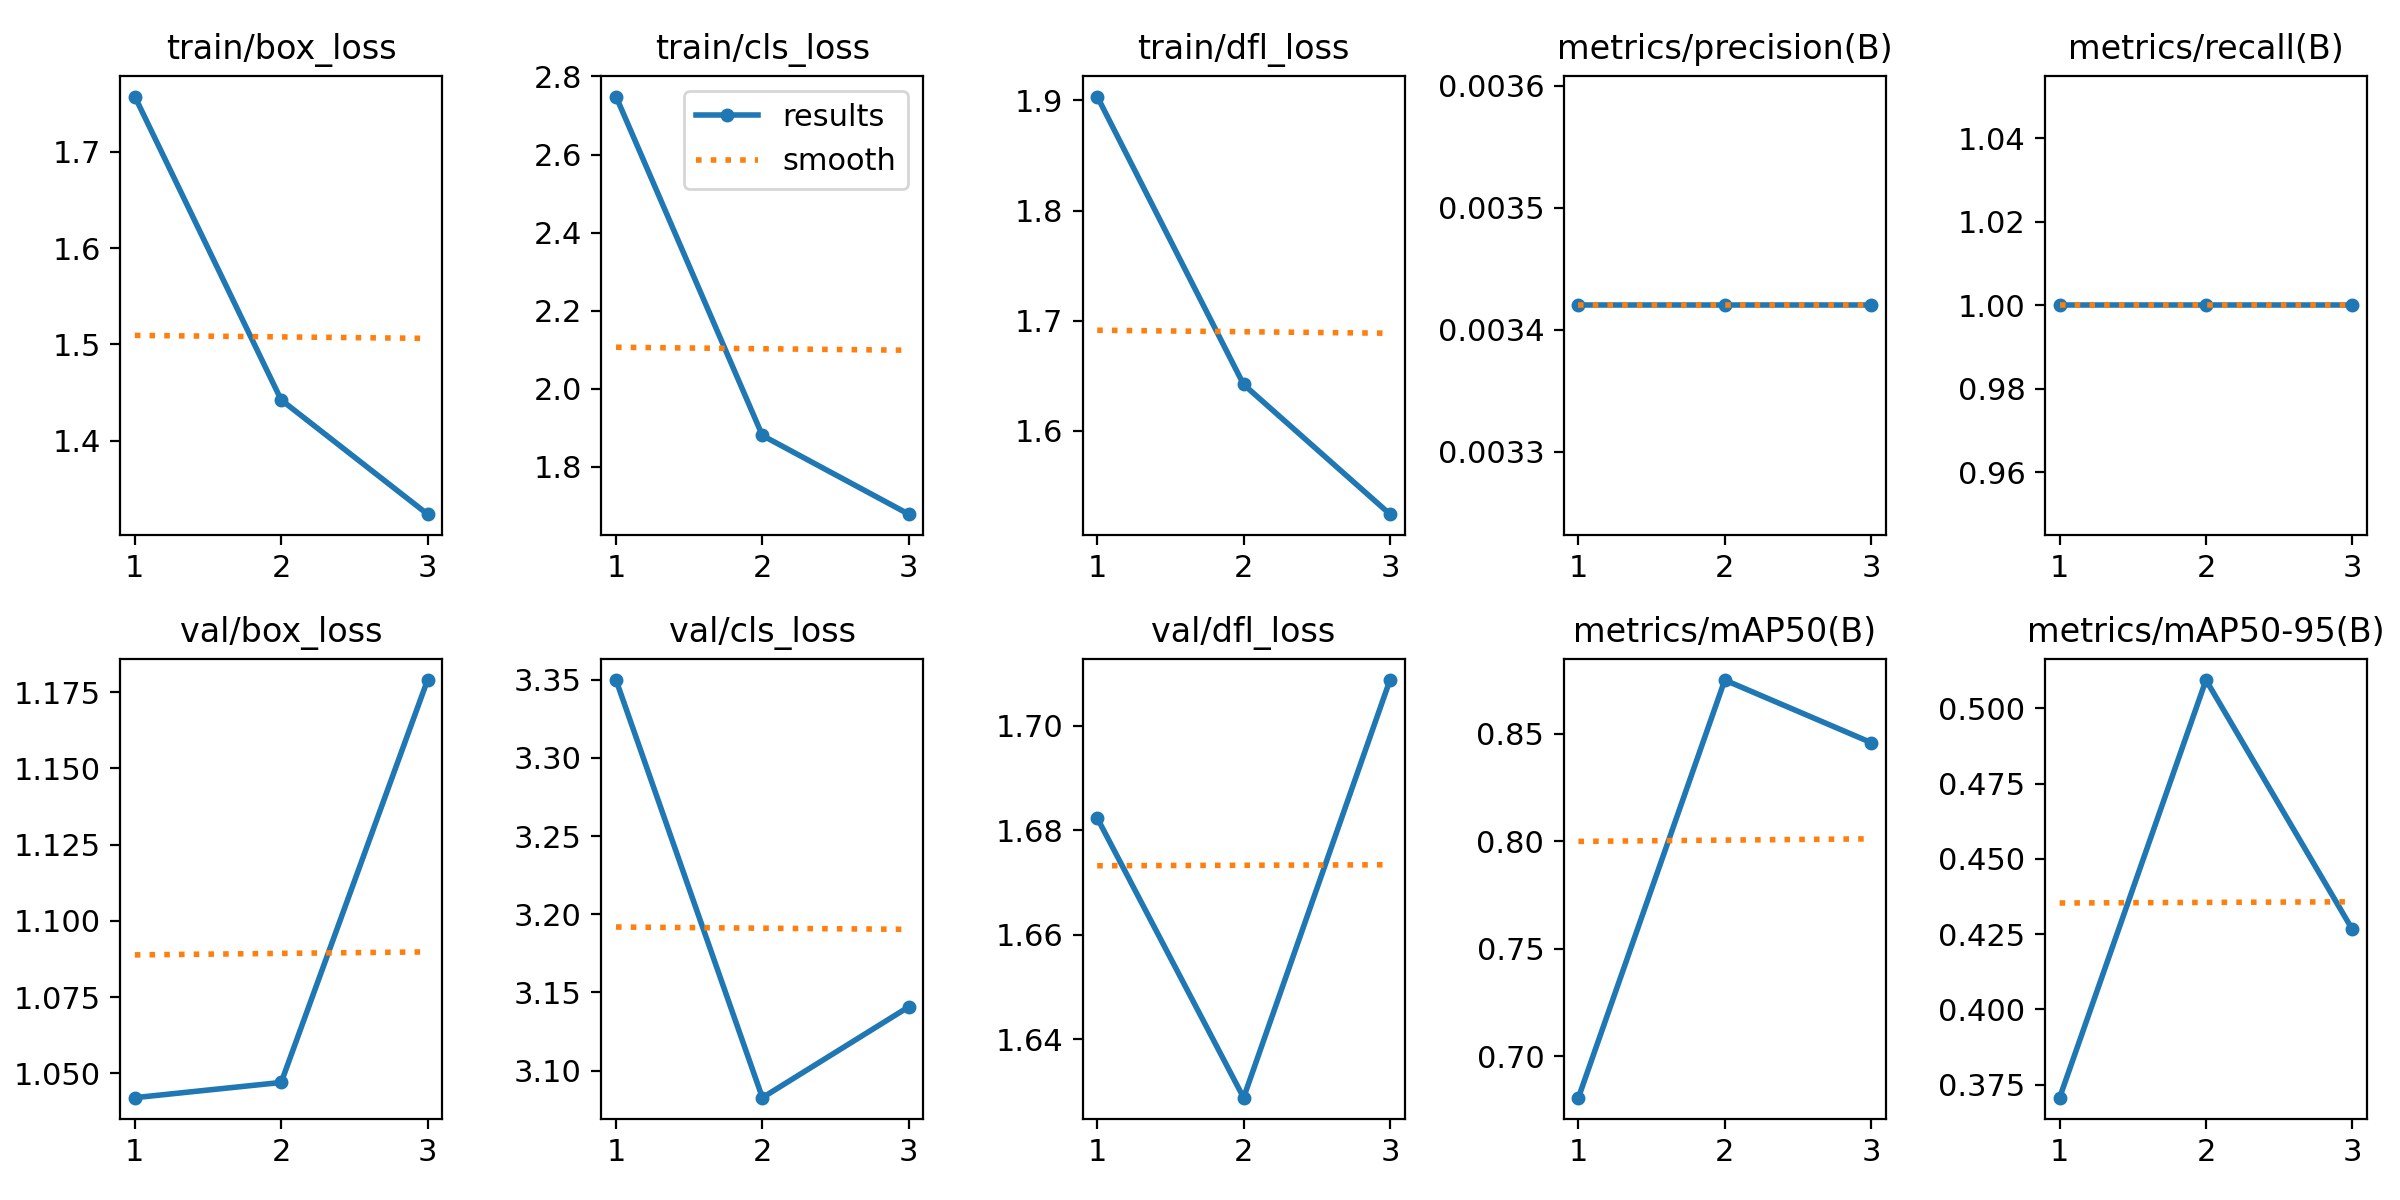 train/box_loss
train/cls_loss
train/dfl_loss
metrics/precision(B)
metrics/recall(B)
1.7
1.6
1.5
1.4
1 2 3
2.8
2.6
2.4
2.2
2.0
1.8
results
smooth
1 2 3
1.9
1.8
1.7
1.6
1 2 3
0.0036
0.0035
0.0034
0.0033
1 2 3
1.04
1.02
1.00
0.98
0.96
1 2 3
val/box_loss
val/cls_loss
val/dfl_loss
metrics/mAP50(B)
metrics/mAP50-95(B)
1.175
1.150
1.125
1.100
1.075
1.050
1 2 3
3.35
3.30
3.25
3.20
3.15
3.10
1 2 3
1.70
1.68
1.66
1.64
1 2 3
0.85
0.80
0.75
0.70
1 2 3
0.500
0.475
0.450
0.425
0.400
0.375
1 2 3